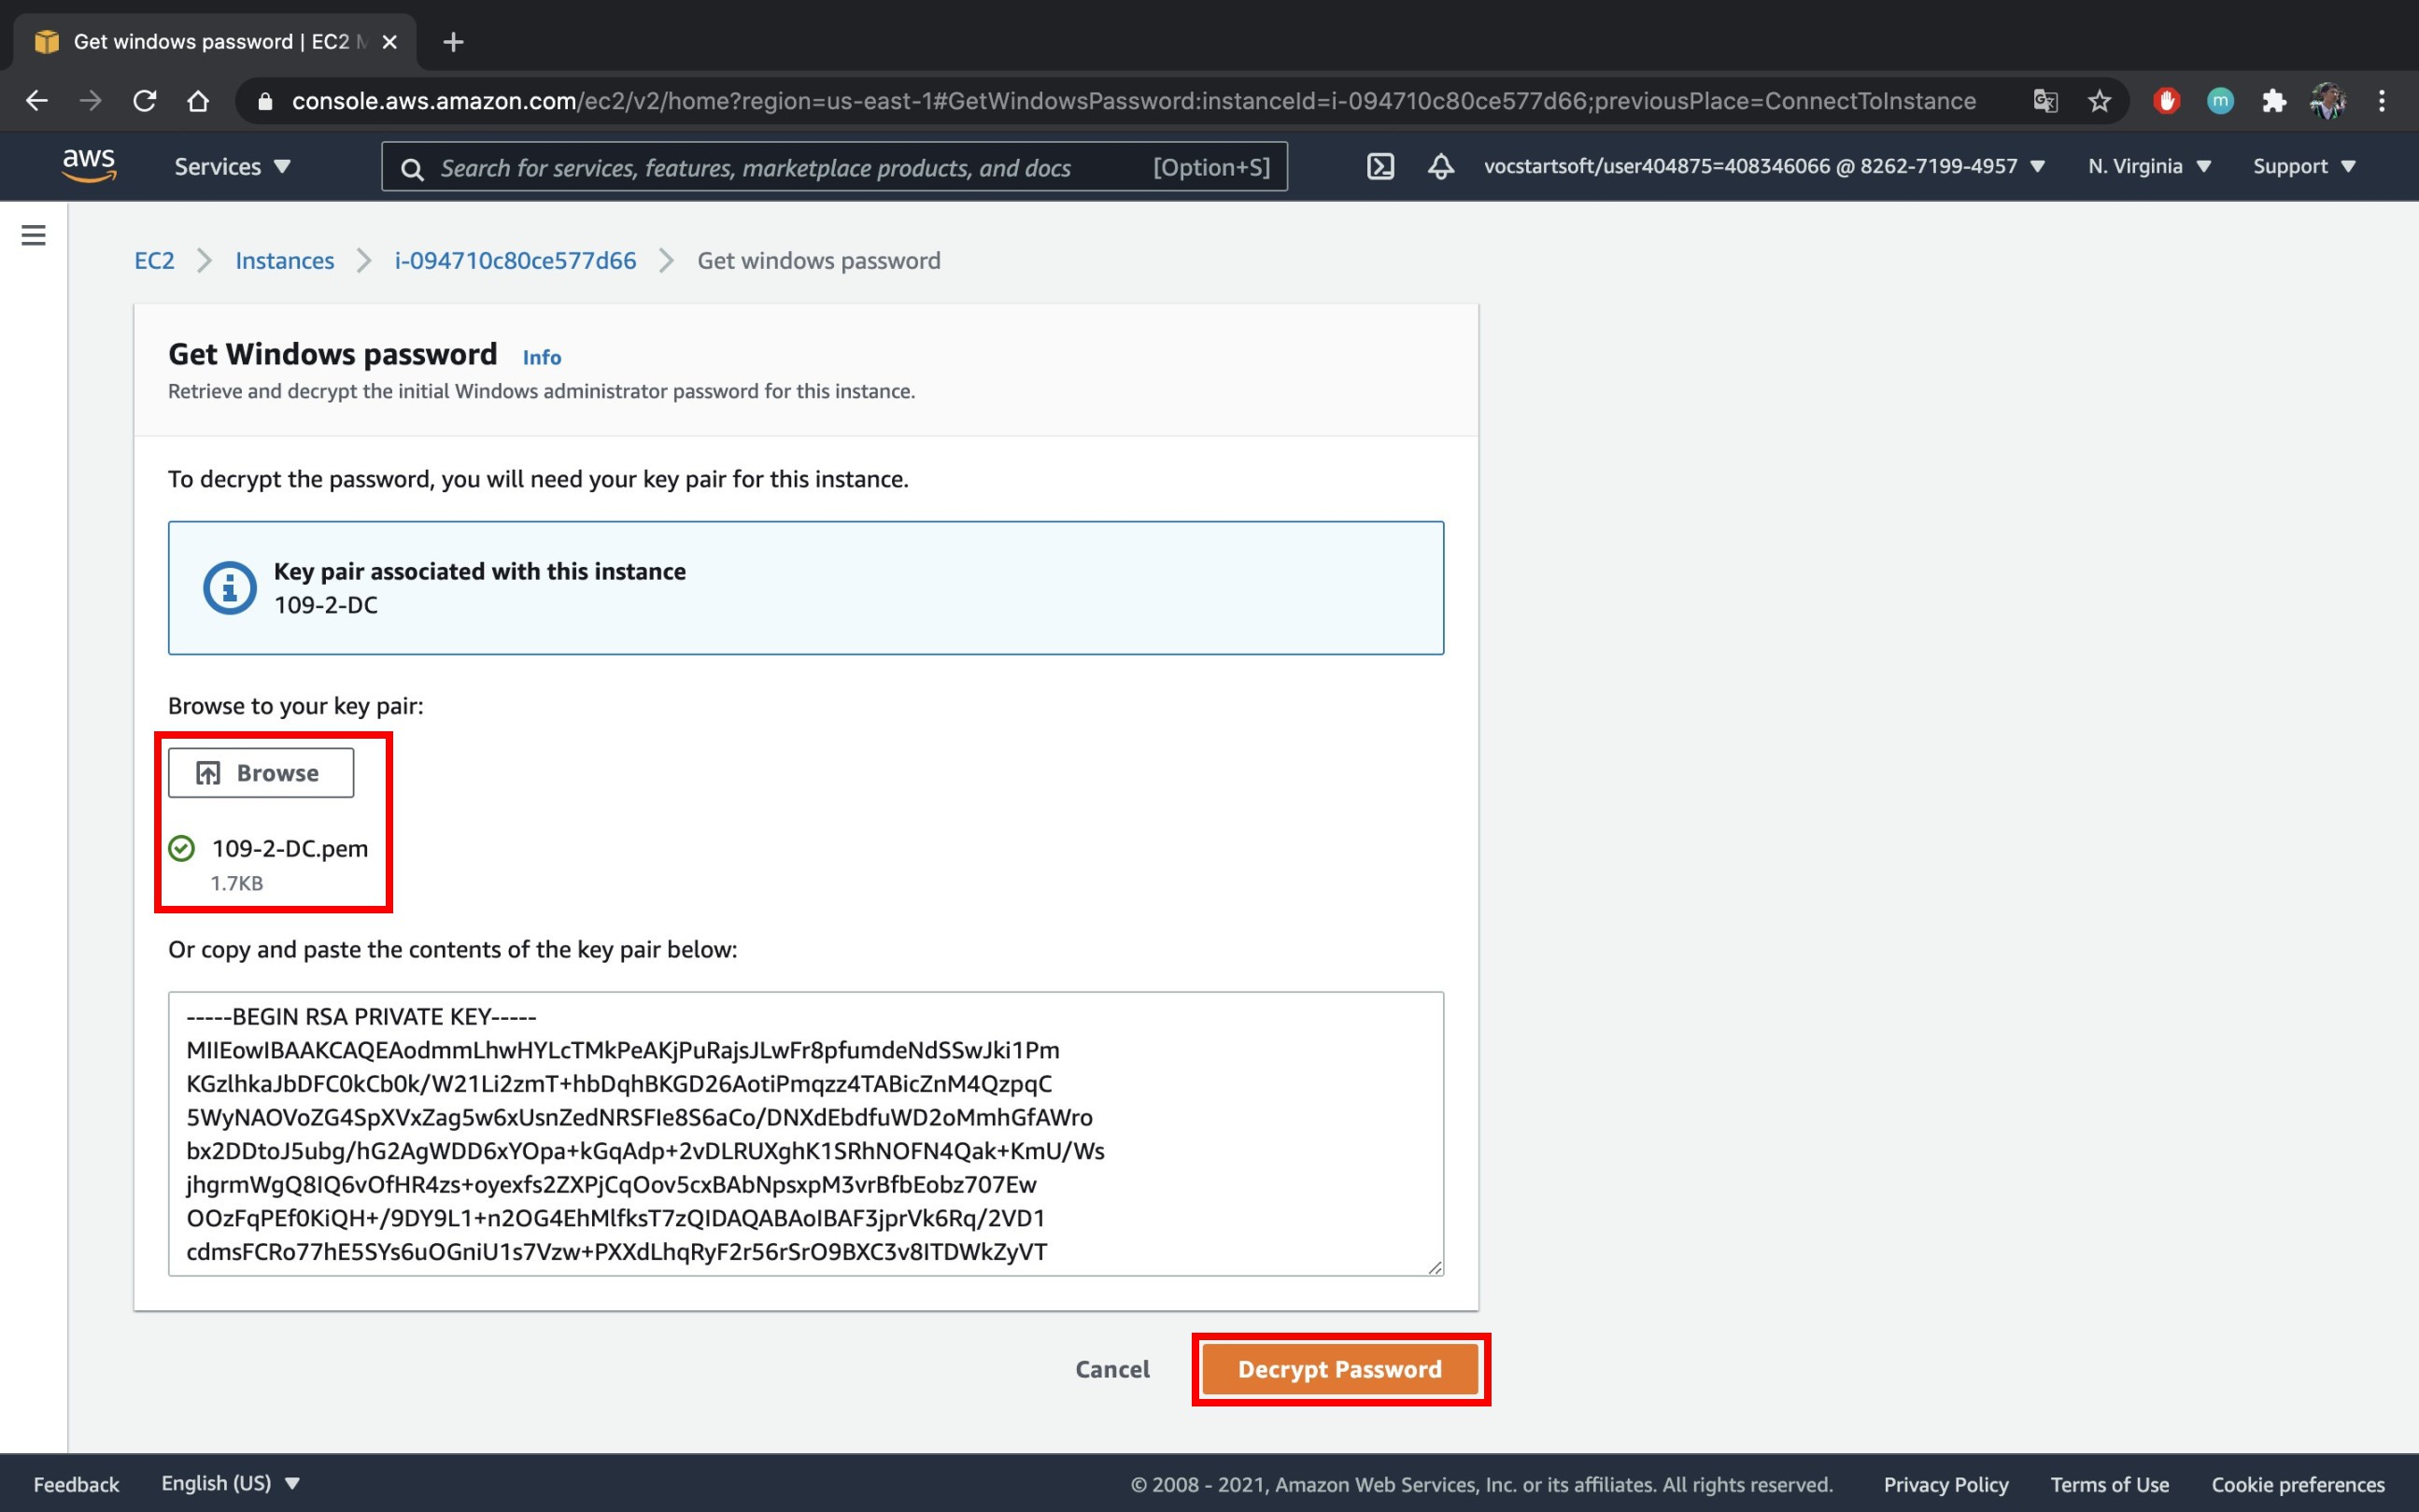 Get windows password | EC2 M
console.aws.amazon.com/ec2/v2/home?region=us-east-1#GetWindowsPassword:instanceId=i-094710c80ce577d66;previousPlace=ConnectToInstance
m
aws
Services
Search for services, features, marketplace products, and docs
[Option+S]
vocstartsoft/user404875=408346066 @ 8262-7199-4957
N. Virginia
Support
EC2
Instances
i-094710c80ce577d66
Get windows password
Get Windows password
Info
Retrieve and decrypt the initial Windows administrator password for this instance.
To decrypt the password, you will need your key pair for this instance.
Key pair associated with this instance
109-2-DC
Browse to your key pair:
Browse
109-2-DC.pem
1.7KB
Or copy and paste the contents of the key pair below:
-----BEGIN RSA PRIVATE KEY-----
MIIEowIBAAKCAQEAodmmLhwHYLcTMkPeAKjPuRajsJLwFr8pfumdeNdSSwJki1Pm
KGzlhkaJbDFC0kCb0k/W21Li2zmT+hbDqhBKGD26AotiPmqzz4TABicZnM4QzpqC
5WyNAOVoZG4SpXVxZag5w6xUsnZedNRSFIe8S6aCo/DNXdEbdfuWD2oMmhGfAWro
bx2DDtoJ5ubg/hG2AgWDD6xYOpa+kGqAdp+2vDLRUXghK1SRhNOFN4Qak+KmU/Ws
jhgrmWgQ8IQ6vOfHR4zs+oyexfs2ZXPjCqOov5cxBAbNpsxpM3vrBfbEobz707Ew
OOzFqPEf0KiQH+/9DY9L1+n2OG4EhMlfksT7zQIDAQABAoIBAF3jprVk6Rq/2VD1
cdmsFCRo77hE5SYs6uOGniU1s7Vzw+PXXdLhqRyF2r56rSrO9BXC3v8ITDWkZyVT
Cancel
Decrypt Password
Feedback
English (US)
© 2008 - 2021, Amazon Web Services, Inc. or its affiliates. All rights reserved.
Privacy Policy
Terms of Use
Cookie preferences